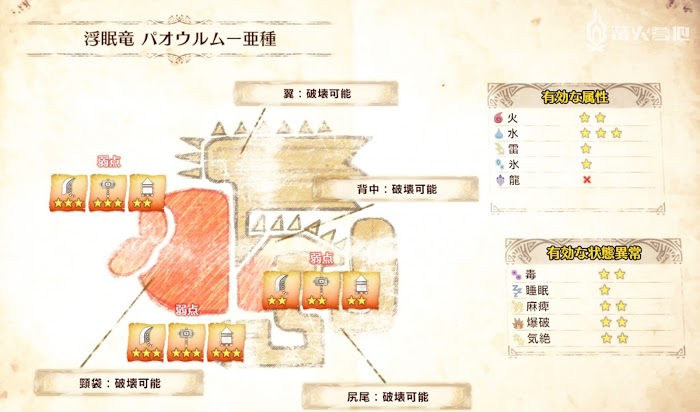 浮眠竜 パオウルムー亜種
翼：破壊可能
弱点
★★★ ★★★ ★★
背中：破壊可能
弱点
★★ ★★ ★★
弱点
★★★ ★★★ ★★★
頸袋：破壊可能
尻尾：破壊可能
有効な属性
火 ★★
水 ★★★
雷 ★
氷 ★
龍 ×
有効な状態異常
毒 ★★
睡眠 ★
麻痺 ★★
爆破 ★★
気絶 ★★